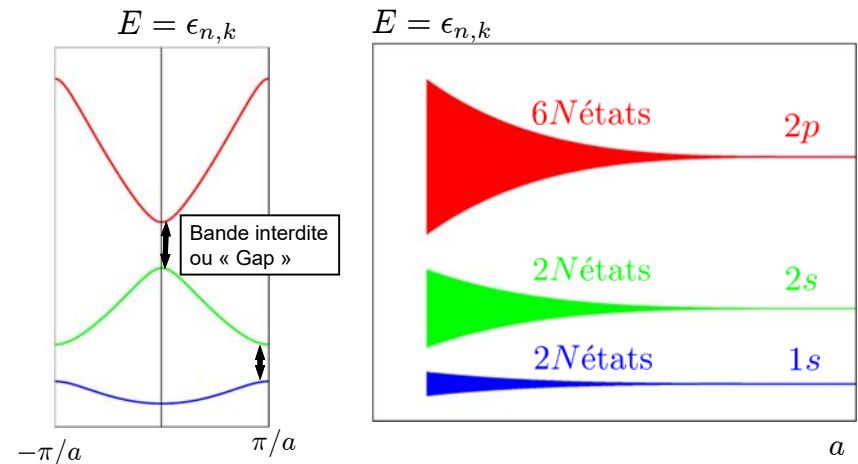 E = ϵ_{n,k}
E = ϵ_{n,k}
6N états
2p
Bande interdite
ou « Gap »
2N états
2s
2N états
1s
−π/a
π/a
a